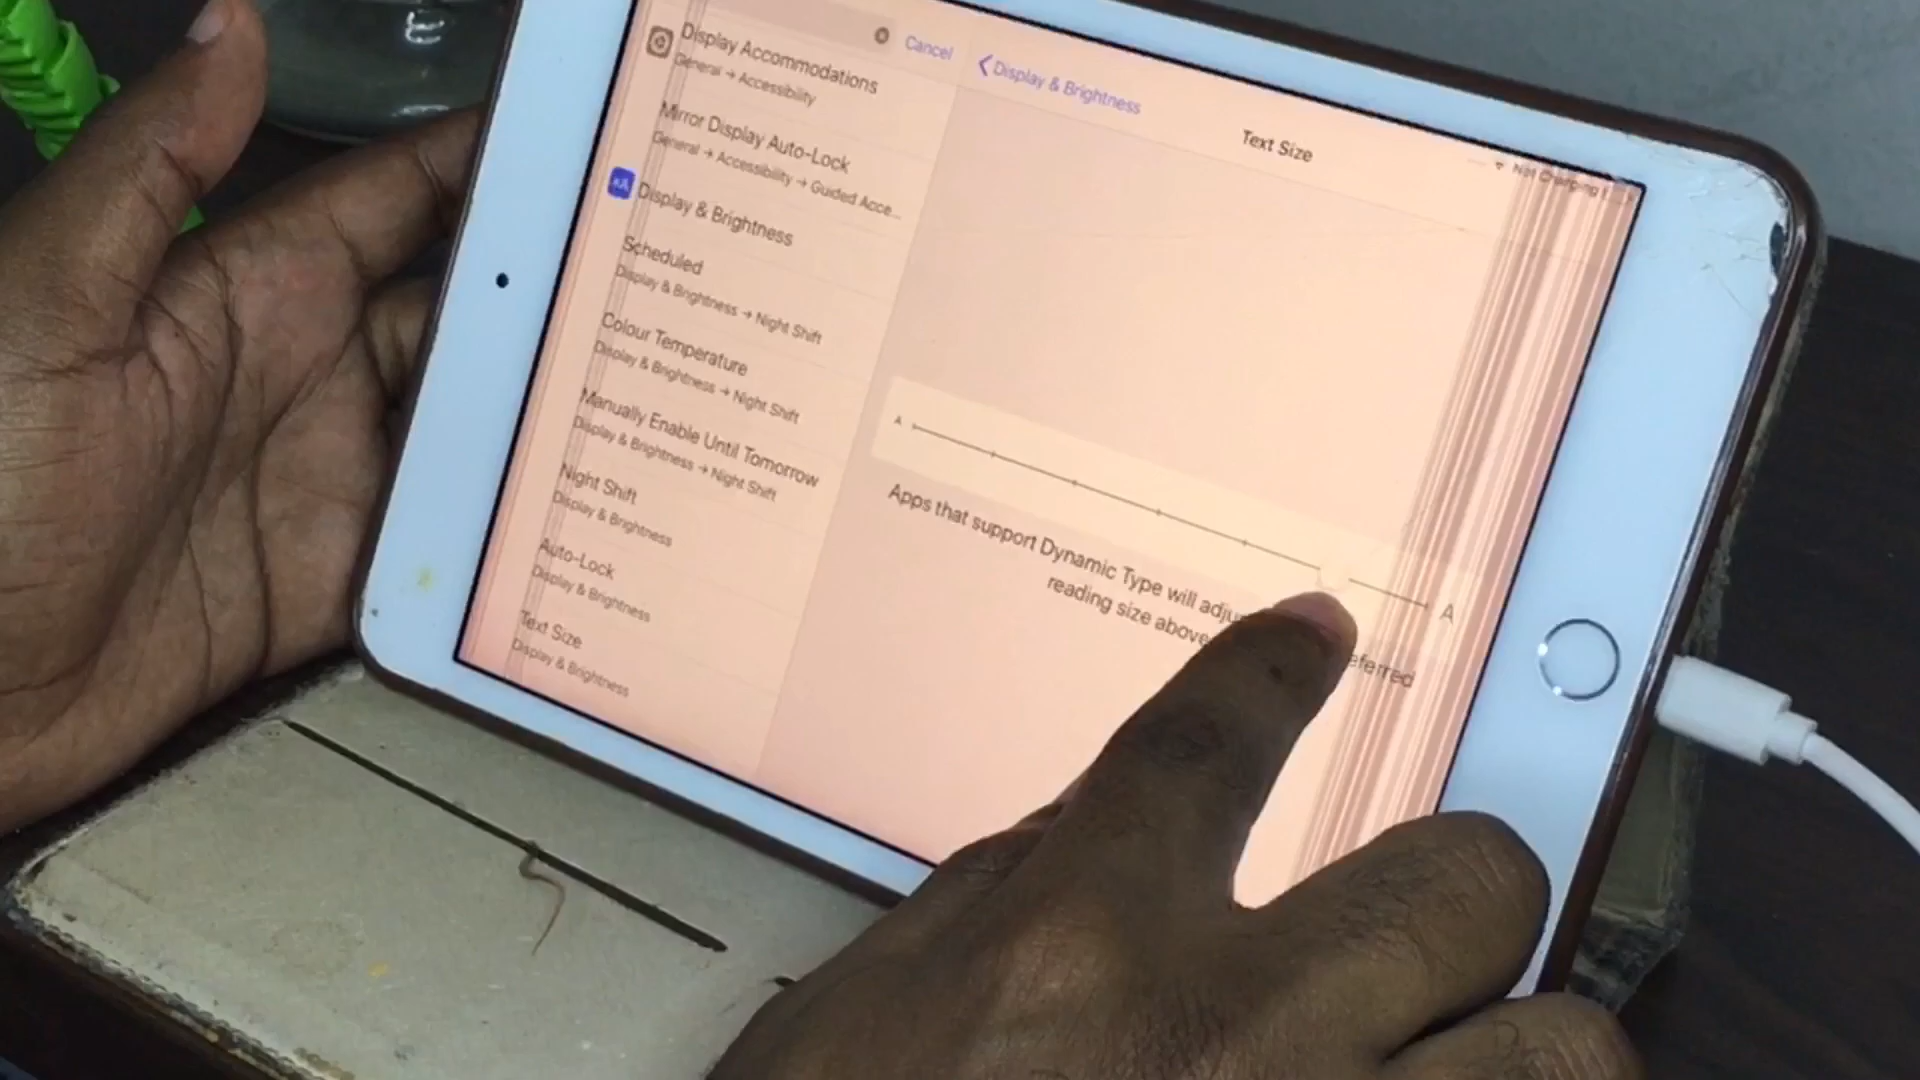 Cancel
Display Accommodations
General → Accessibility
Mirror Display Auto-Lock
General → Accessibility → Guided Acce...
AA
Display & Brightness
Scheduled
Display & Brightness → Night Shift
Colour Temperature
Display & Brightness → Night Shift
Manually Enable Until Tomorrow
Display & Brightness → Night Shift
Night Shift
Display & Brightness
Auto-Lock
Display & Brightness
Text Size
Display & Brightness
Display & Brightness
Text Size
Not Charging
A
A
Apps that support Dynamic Type will adju
reading size above
eferred